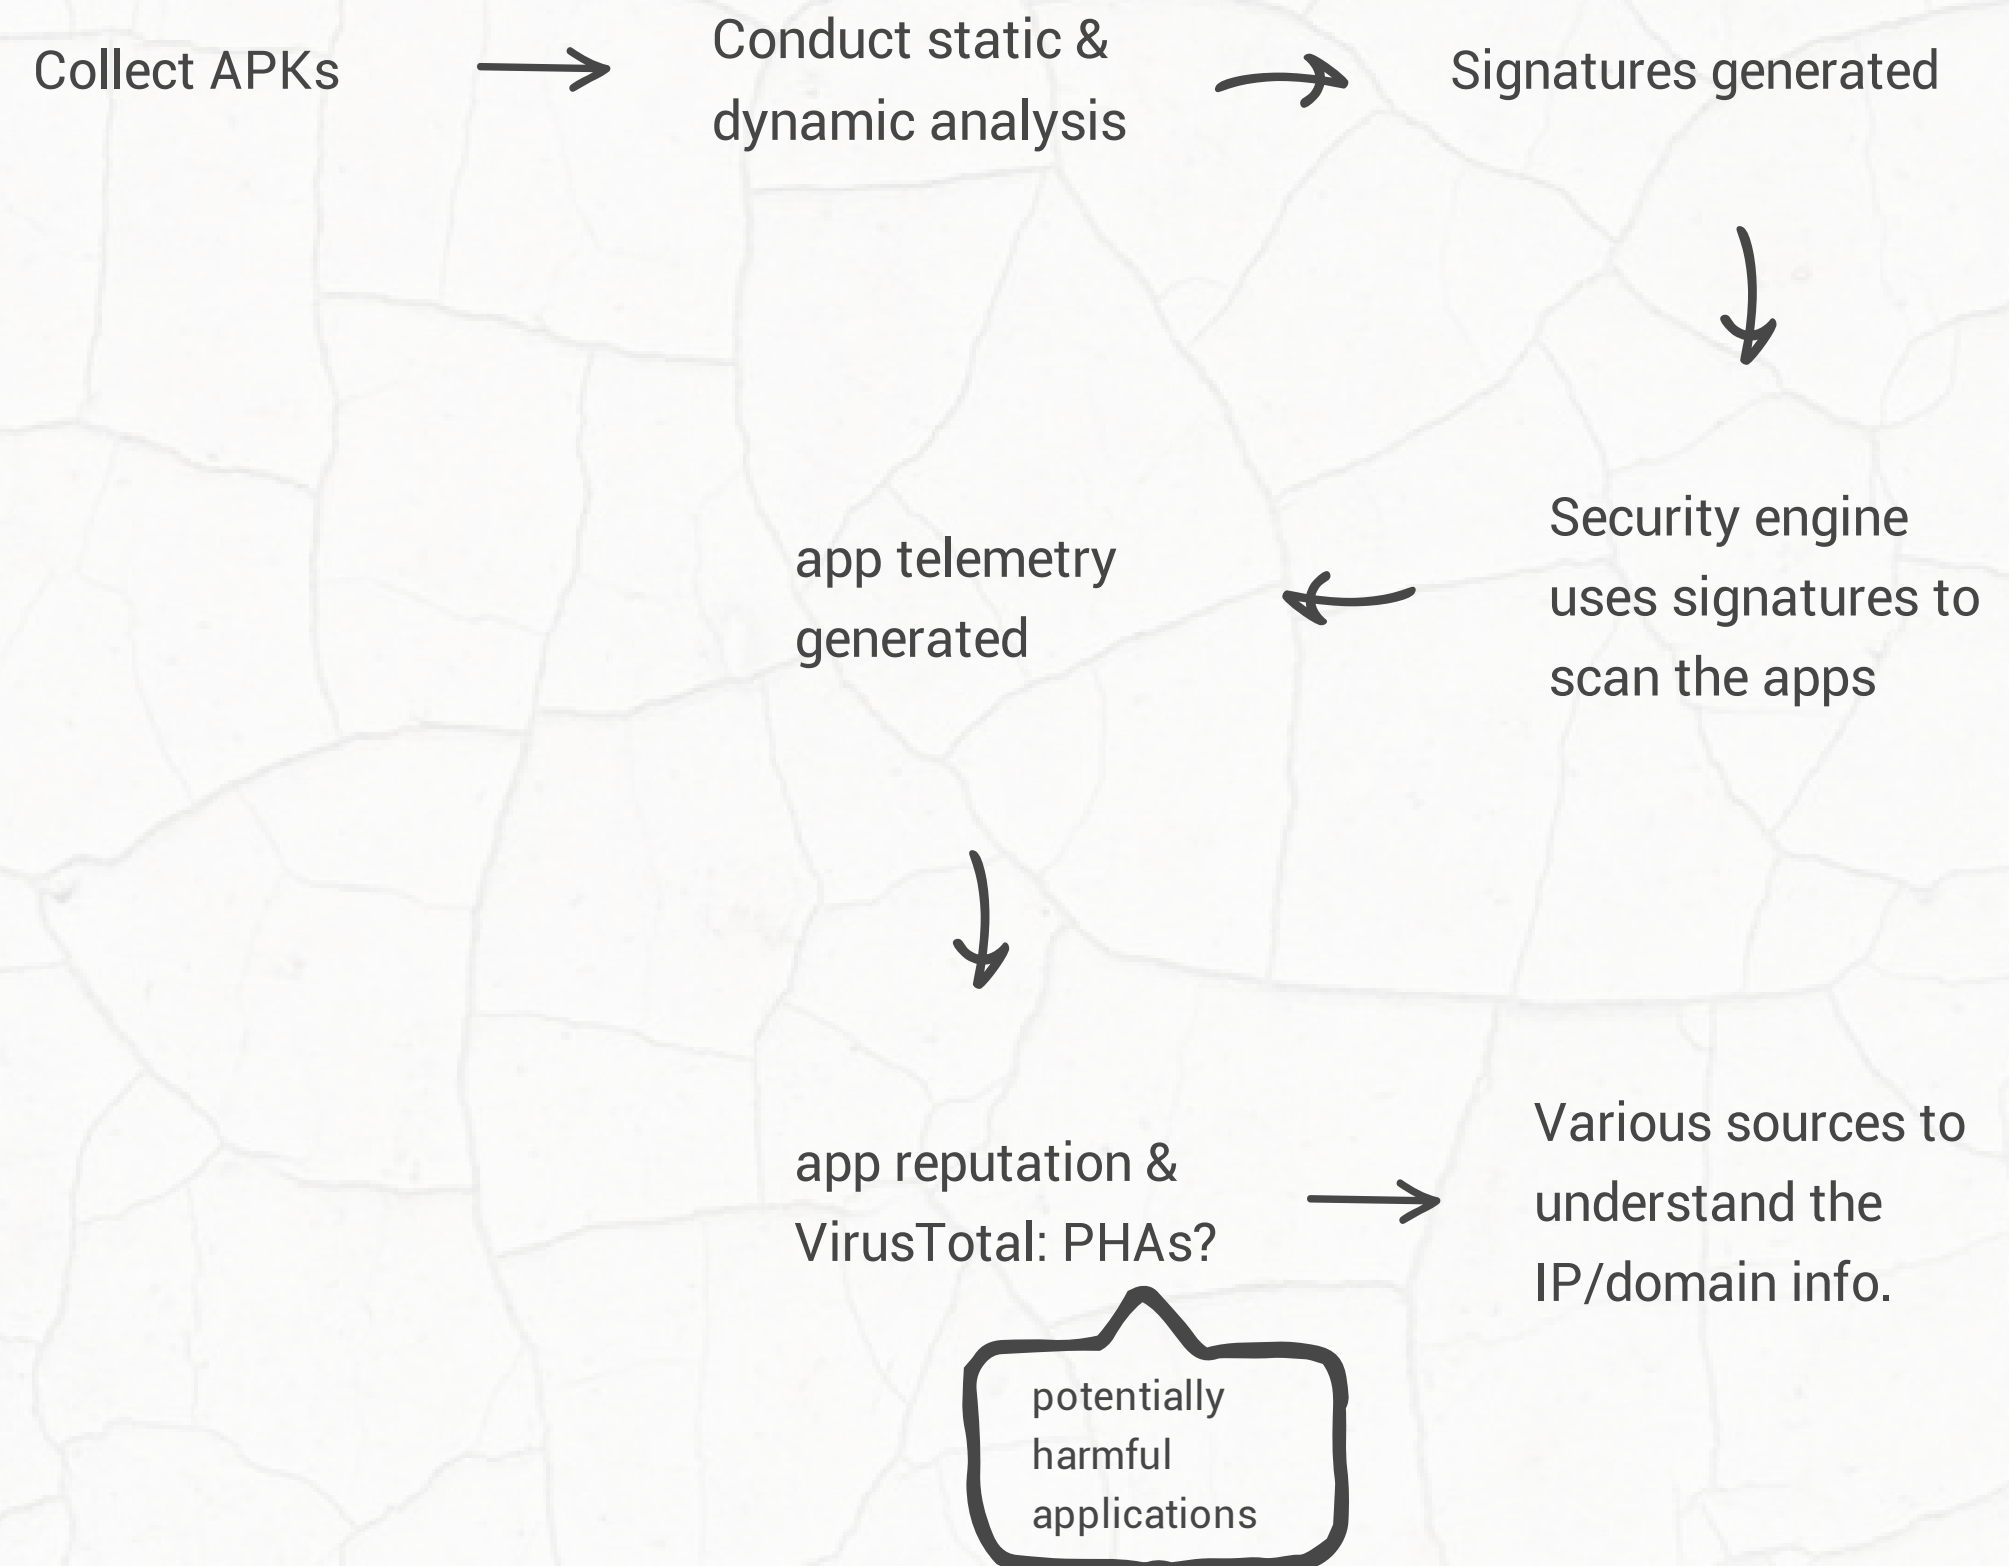 Collect APKs
Conduct static &
dynamic analysis
Signatures generated
Security engine
uses signatures to
scan the apps
app telemetry
generated
app reputation &
VirusTotal: PHAs?
potentially
harmful
applications
Various sources to
understand the
IP/domain info.